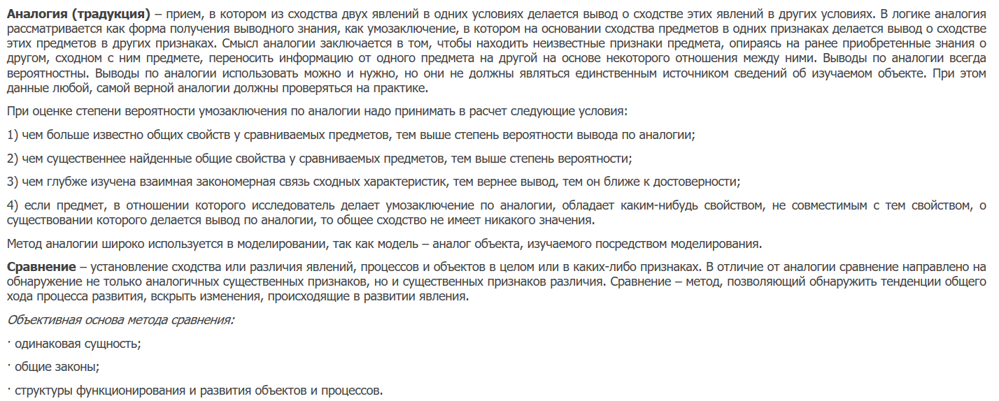 Аналогия (традукция) – прием, в котором из сходства двух явлений в одних условиях делается вывод о сходстве этих явлений в других условиях. В логике аналогия
рассматривается как форма получения выводного знания, как умозаключение, в котором на основании сходства предметов в одних признаках делается вывод о сходстве
этих предметов в других признаках. Смысл аналогии заключается в том, чтобы находить неизвестные признаки предмета, опираясь на ранее приобретенные знания о
другом, сходном с ним предмете, переносить информацию от одного предмета на другой на основе некоторого отношения между ними. Выводы по аналогии всегда
вероятностны. Выводы по аналогии использовать можно и нужно, но они не должны являться единственным источником сведений об изучаемом объекте. При этом
данные любой, самой верной аналогии должны проверяться на практике.
При оценке степени вероятности умозаключения по аналогии надо принимать в расчет следующие условия:
1) чем больше известно общих свойств у сравниваемых предметов, тем выше степень вероятности вывода по аналогии;
2) чем существеннее найденные общие свойства у сравниваемых предметов, тем выше степень вероятности;
3) чем глубже изучена взаимная закономерная связь сходных характеристик, тем вернее вывод, тем он ближе к достоверности;
4) если предмет, в отношении которого исследователь делает умозаключение по аналогии, обладает каким-нибудь свойством, не совместимым с тем свойством, о
существовании которого делается вывод по аналогии, то общее сходство не имеет никакого значения.
Метод аналогии широко используется в моделировании, так как модель – аналог объекта, изучаемого посредством моделирования.
Сравнение – установление сходства или различия явлений, процессов и объектов в целом или в каких-либо признаках. В отличие от аналогии сравнение направлено на
обнаружение не только аналогичных существенных признаков, но и существенных признаков различия. Сравнение – метод, позволяющий обнаружить тенденции общего
хода процесса развития, вскрыть изменения, происходящие в развитии явления.
Объективная основа метода сравнения:
· одинаковая сущность;
· общие законы;
· структуры функционирования и развития объектов и процессов.